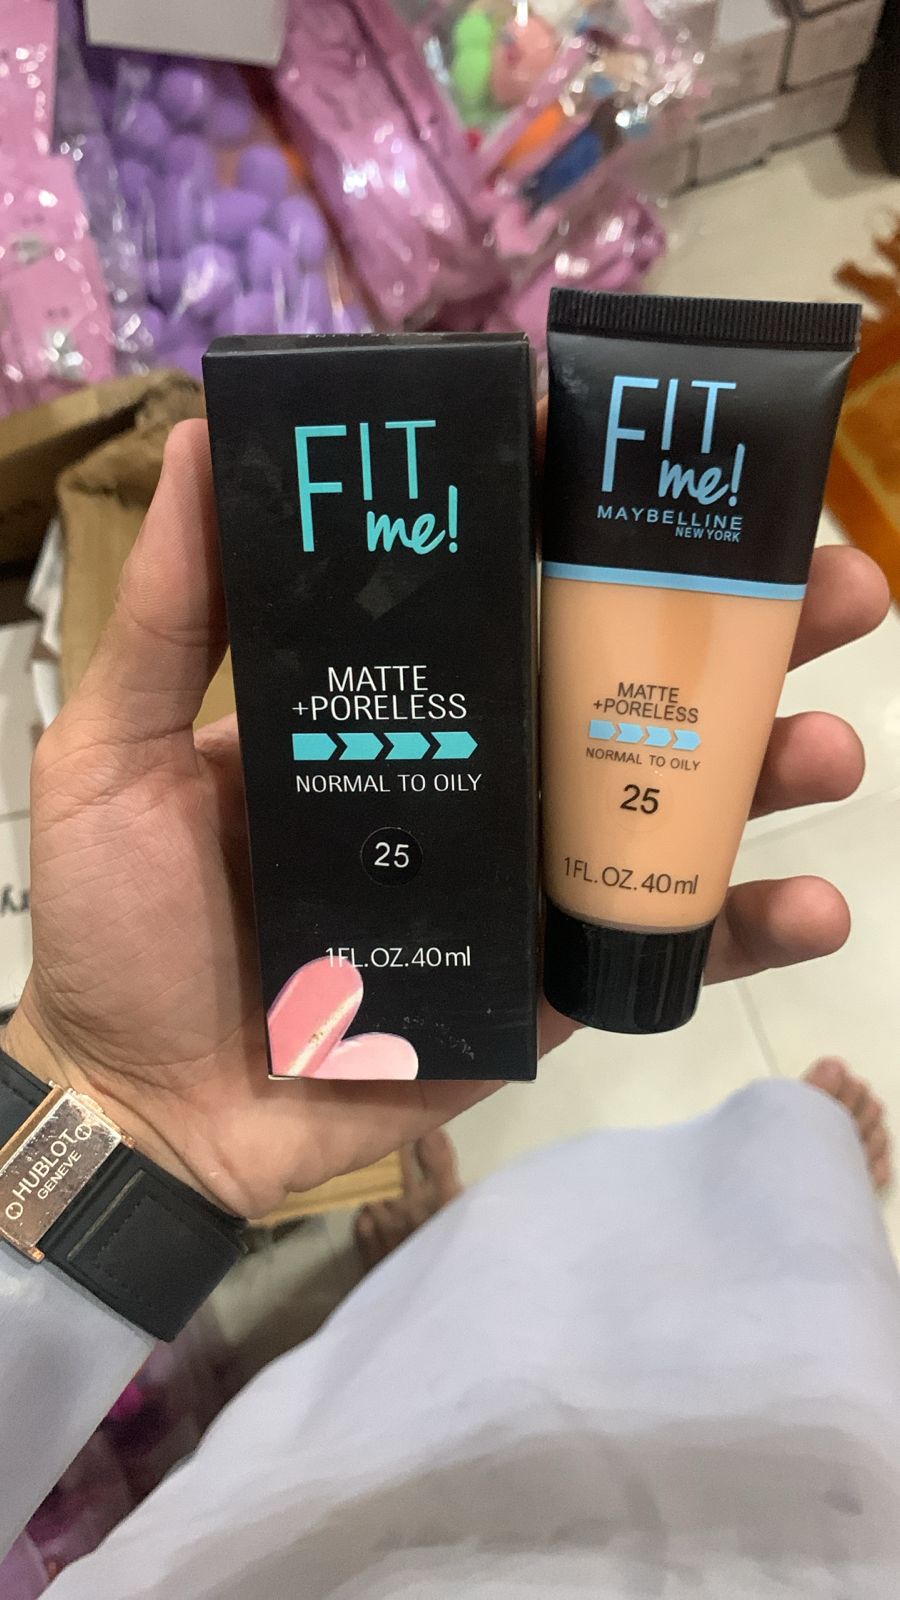 FIT
me!
MATTE
+PORELESS
NORMAL TO OILY
25
1FL.OZ.40ml
FIT
me!
MAYBELLINE
NEW YORK
MATTE
+PORELESS
NORMAL TO OILY
25
1FL.OZ.40ml
HUBLOT
GENEVE